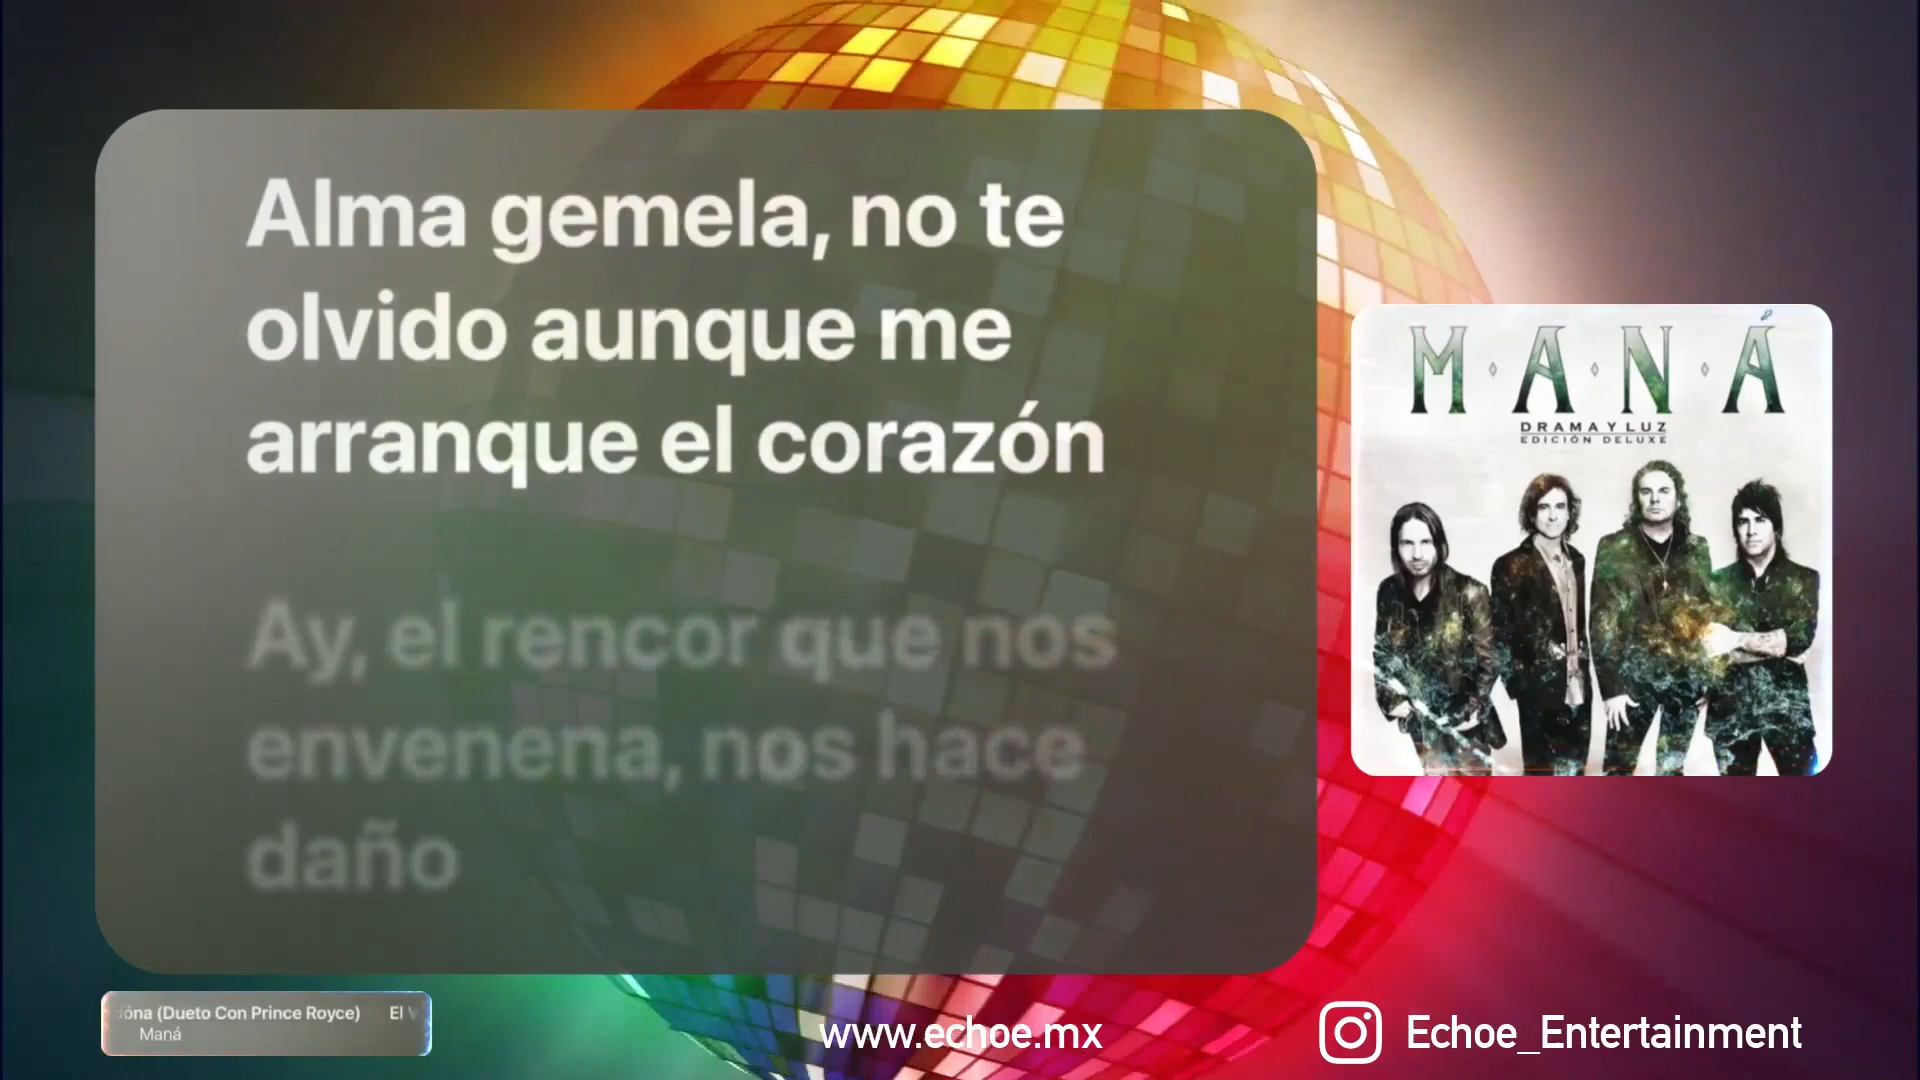 Alma gemela, no te
olvido aunque me
arranque el corazón
Ay, el rencor que nos
envenena, nos hace
daño
M A N Á
DRAMA Y LUZ
EDICIÓN DELUXE
(Dueto Con Prince Royce) El
Maná
www.echoe.mx
Echoe_Entertainment